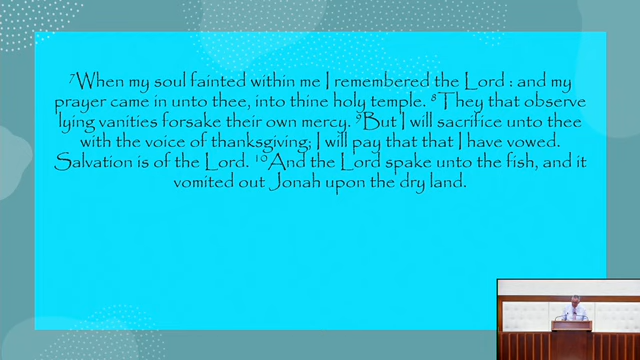 ⁷When my soul fainted within me I remembered the Lord : and my
prayer came in unto thee, into thine holy temple. ⁸They that observe
lying vanities forsake their own mercy. ⁹But I will sacrifice unto thee
with the voice of thanksgiving; I will pay that that I have vowed.
Salvation is of the Lord. ¹⁰And the Lord spake unto the fish, and it
vomited out Jonah upon the dry land.